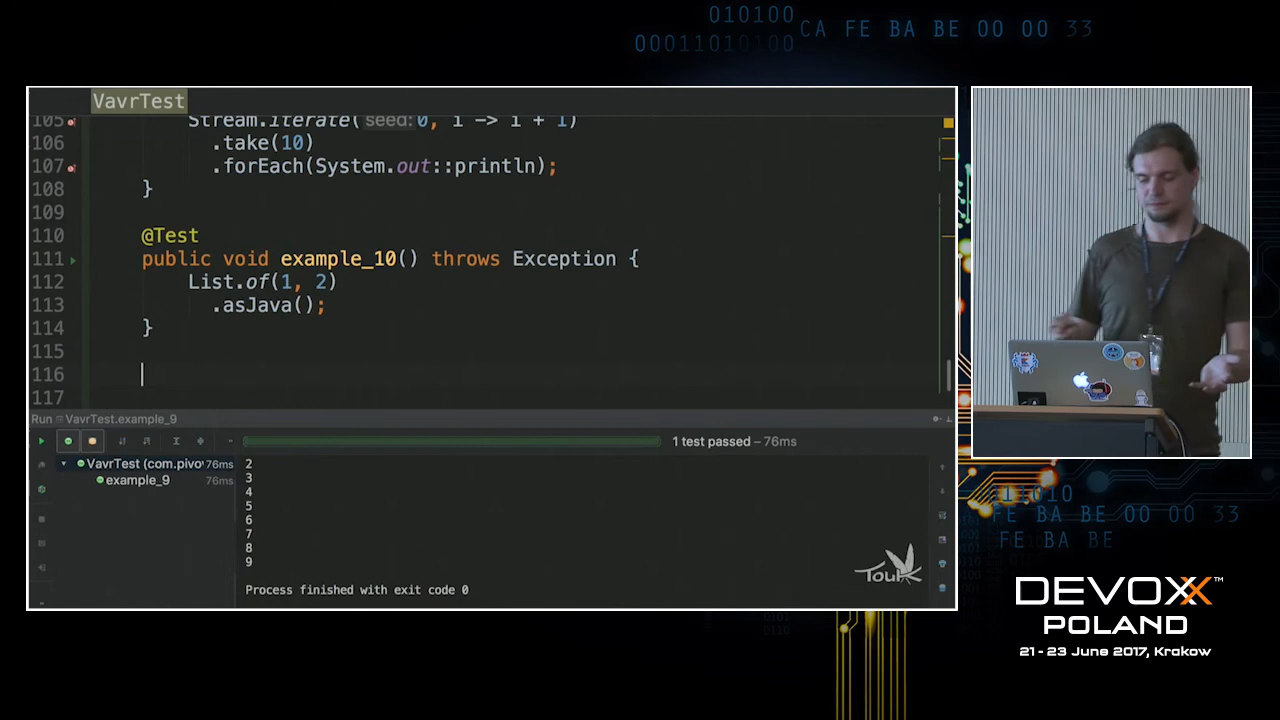 010100
CA FE BA BE 00 00 33
00011010100
VavrTest
105 Stream.iterate( seed: 0, i -> i + 1)
106 .take(10)
107 .forEach(System.out::println);
108 }
109
110 @Test
111 public void example_10() throws Exception {
112 List.of(1, 2)
113 .asJava();
114 }
115
116
117
Run VavrTest.example_9
1 test passed – 76ms
VavrTest (com.pivo 76ms
example_9 76ms
2
3
4
5
6
7
8
9
Process finished with exit code 0
Touk
111010
FE BA BE 00 00 33
FE BA BE
DEVOXX™
POLAND
21 - 23 June 2017, Krakow